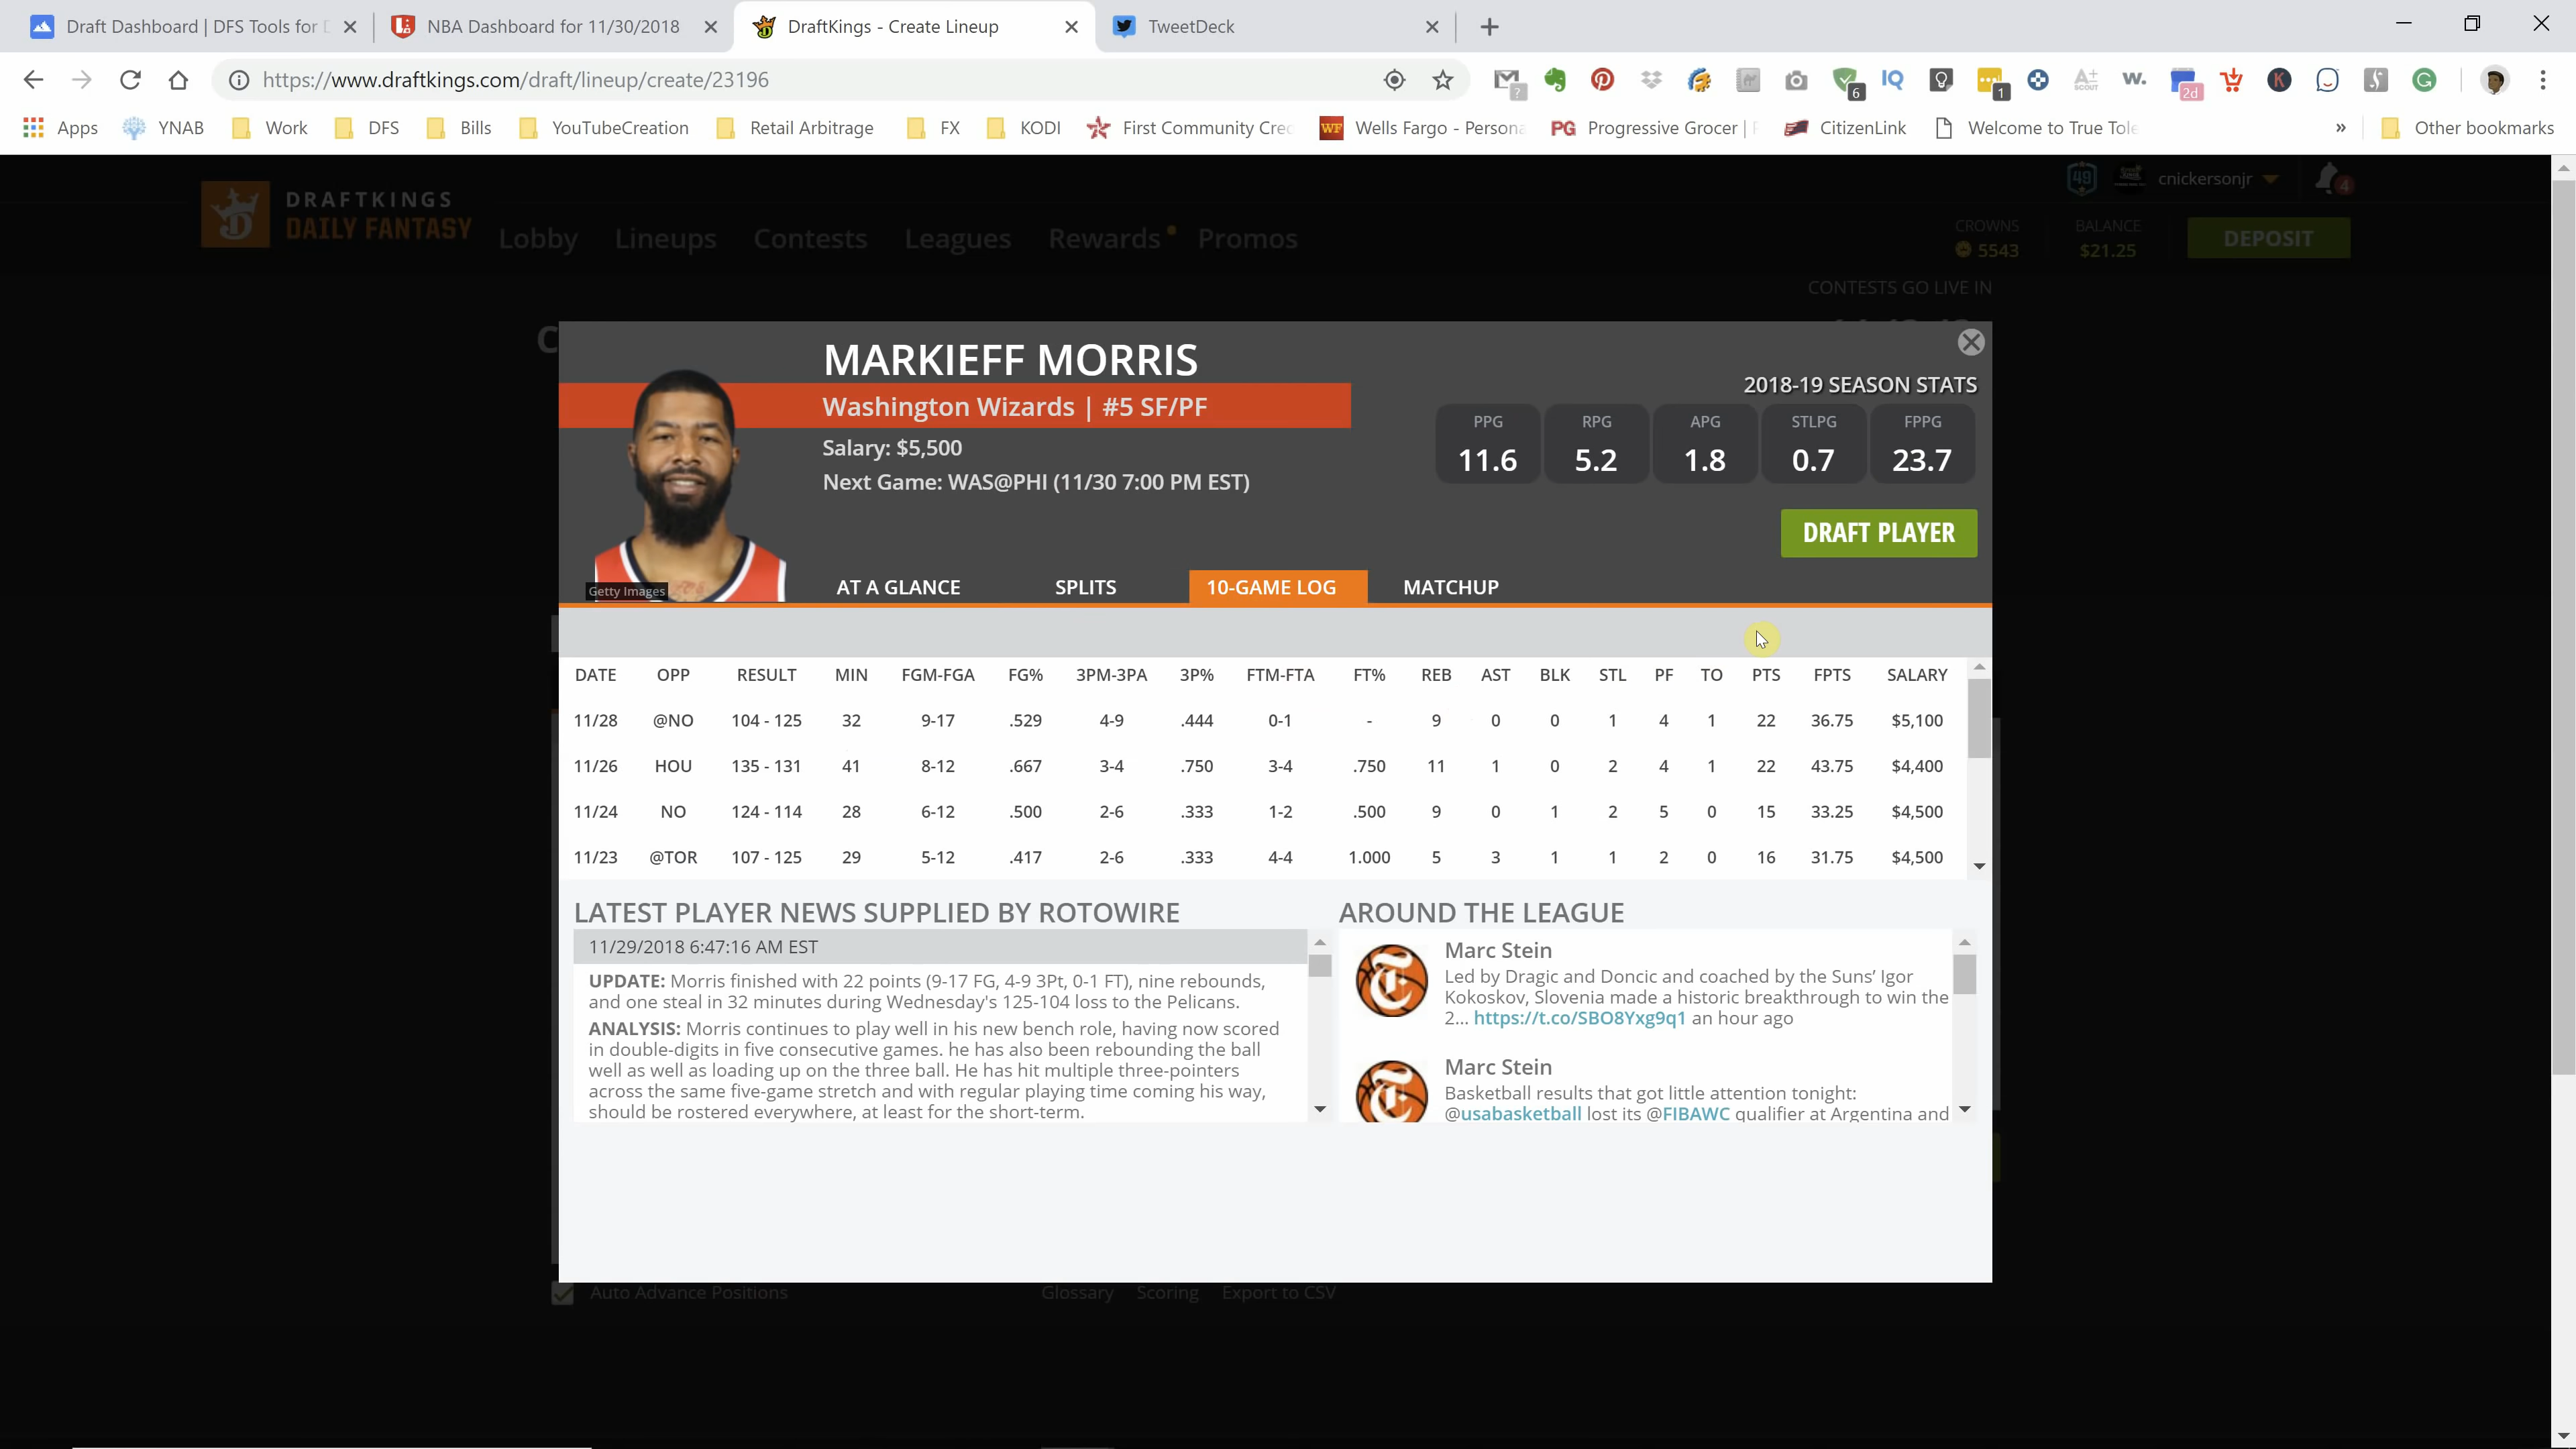 Draft Dashboard | DFS Tools for D
NBA Dashboard for 11/30/2018
DraftKings - Create Lineup
TweetDeck
https://www.draftkings.com/draft/lineup/create/23196
? 6 IQ 1 A+ SCOUT w. 2d K G
Apps YNAB Work DFS Bills YouTubeCreation Retail Arbitrage FX KODI First Community Cre WF Wells Fargo - Persona PG Progressive Grocer | CitizenLink Welcome to True Tole » Other bookmarks
49 cnickersonjr 4
DRAFTKINGS
DAILY FANTASY
Lobby Lineups Contests Leagues Rewards Promos
CROWNS
5543
BALANCE
$21.25
DEPOSIT
CONTESTS GO LIVE IN
C
MARKIEFF MORRIS
Washington Wizards | #5 SF/PF
Salary: $5,500
Next Game: WAS@PHI (11/30 7:00 PM EST)
2018-19 SEASON STATS
PPG RPG APG STLPG FPPG
11.6 5.2 1.8 0.7 23.7
DRAFT PLAYER
Getty Images
AT A GLANCE SPLITS 10-GAME LOG MATCHUP
DATE OPP RESULT MIN FGM-FGA FG% 3PM-3PA 3P% FTM-FTA FT% REB AST BLK STL PF TO PTS FPTS SALARY
11/28 @NO 104 - 125 32 9-17 .529 4-9 .444 0-1 - 9 0 0 1 4 1 22 36.75 $5,100
11/26 HOU 135 - 131 41 8-12 .667 3-4 .750 3-4 .750 11 1 0 2 4 1 22 43.75 $4,400
11/24 NO 124 - 114 28 6-12 .500 2-6 .333 1-2 .500 9 0 1 2 5 0 15 33.25 $4,500
11/23 @TOR 107 - 125 29 5-12 .417 2-6 .333 4-4 1.000 5 3 1 1 2 0 16 31.75 $4,500
LATEST PLAYER NEWS SUPPLIED BY ROTOWIRE
11/29/2018 6:47:16 AM EST
UPDATE: Morris finished with 22 points (9-17 FG, 4-9 3Pt, 0-1 FT), nine rebounds,
and one steal in 32 minutes during Wednesday's 125-104 loss to the Pelicans.
ANALYSIS: Morris continues to play well in his new bench role, having now scored
in double-digits in five consecutive games. he has also been rebounding the ball
well as well as loading up on the three ball. He has hit multiple three-pointers
across the same five-game stretch and with regular playing time coming his way,
should be rostered everywhere, at least for the short-term.
AROUND THE LEAGUE
Marc Stein
Led by Dragic and Doncic and coached by the Suns' Igor
Kokoskov, Slovenia made a historic breakthrough to win the
2... https://t.co/SBO8Yxg9q1 an hour ago
Marc Stein
Basketball results that got little attention tonight:
@usabasketball lost its @FIBAWC qualifier at Argentina and
Auto Advance Positions
Glossary Scoring Export to CSV